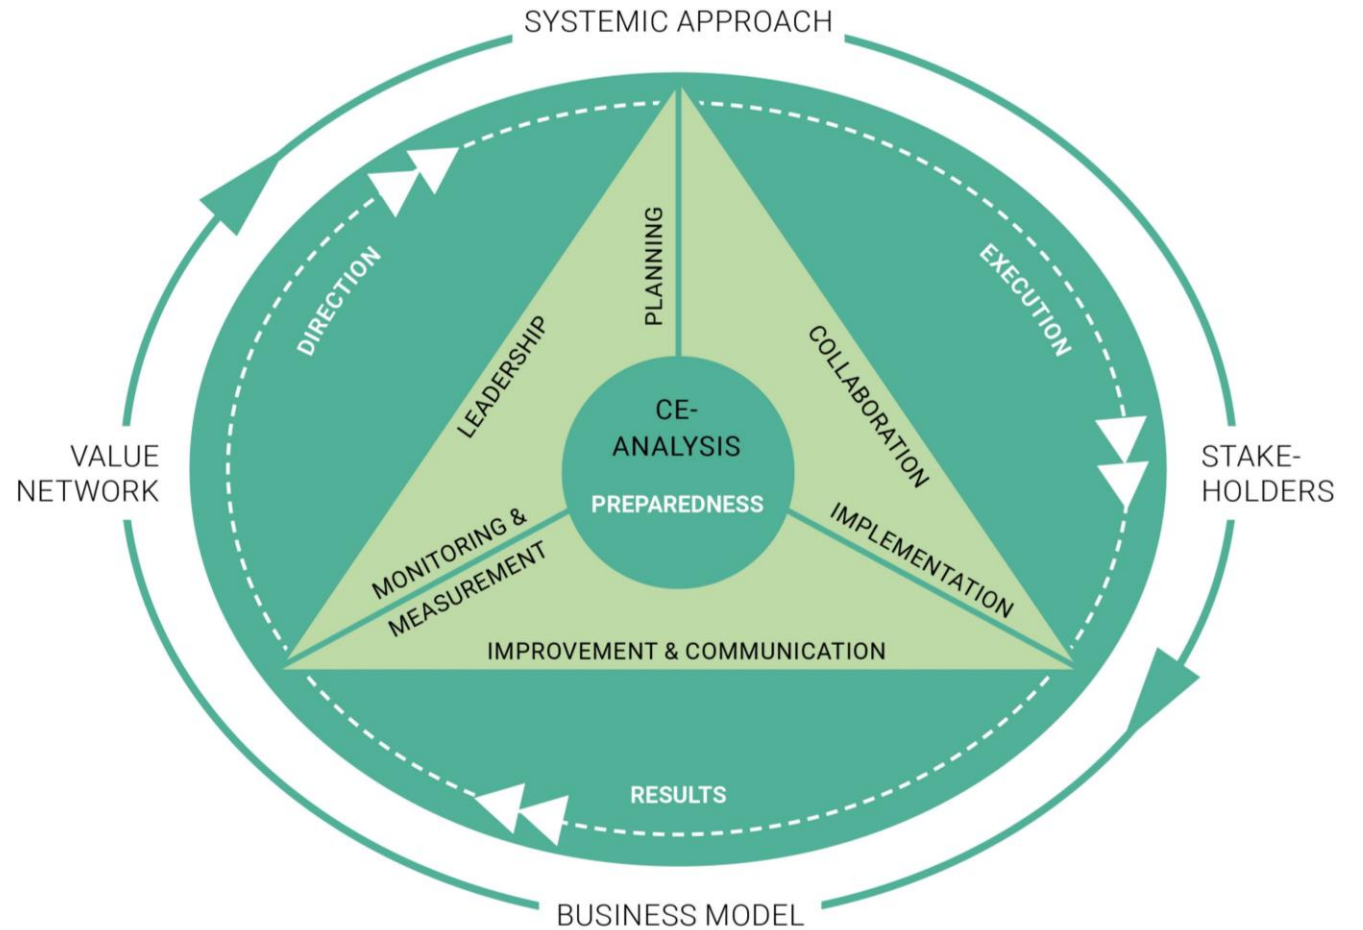 SYSTEMIC APPROACH
DIRECTION
PLANNING
EXECUTION
LEADERSHIP
COLLABORATION
CE-
ANALYSIS
PREPAREDNESS
VALUE
NETWORK
STAKE-
HOLDERS
MONITORING &
MEASUREMENT
IMPLEMENTATION
IMPROVEMENT & COMMUNICATION
RESULTS
BUSINESS MODEL